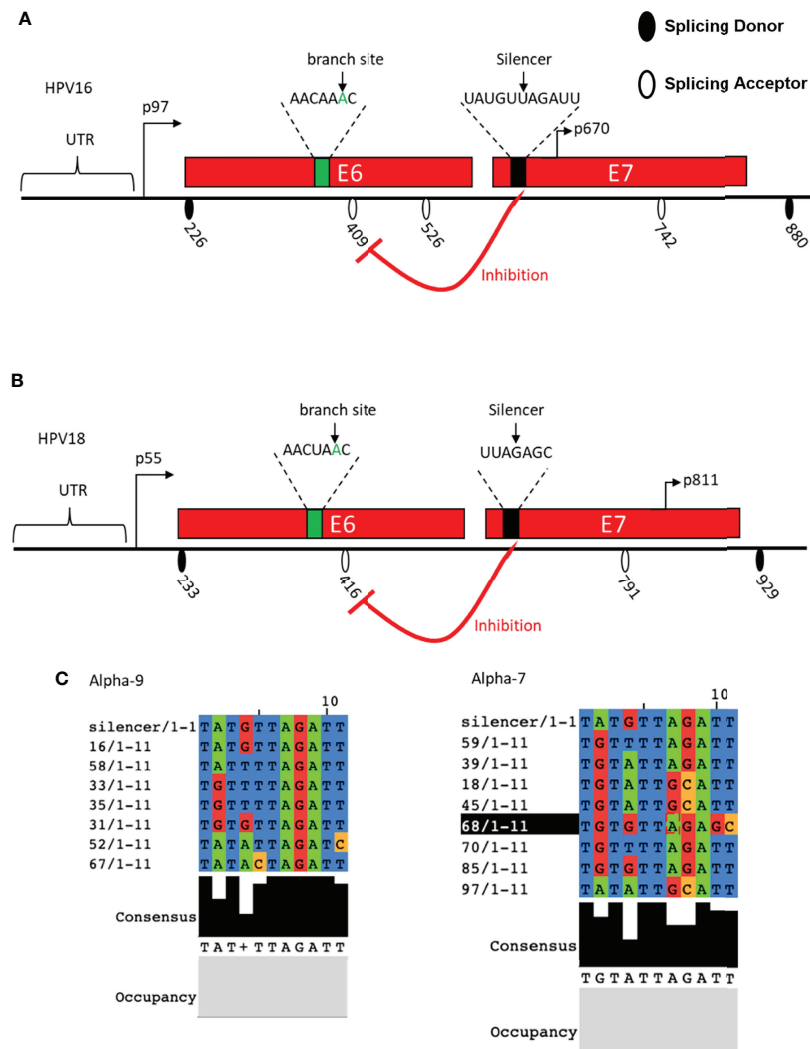 A
Splicing Donor
Splicing Acceptor
HPV16
UTR
p97
branch site
AACAAAC
Silencer
UAUGUUAGAUU
p670
E6
E7
226
409
526
742
880
Inhibition
B
HPV18
UTR
p55
branch site
AACUAAC
Silencer
UUAGAGC
p811
E6
E7
233
416
791
929
Inhibition
C
Alpha-9
10
silencer/1-1 TATGTTAGATT
16/1-11 TATGTTAGATT
58/1-11 TATTTTAGATT
33/1-11 TGTTTTAGATT
35/1-11 TGTTTTAGATT
31/1-11 TGTGTTAGATT
52/1-11 TATATTAGATC
67/1-11 TATACTAGATT
Consensus
TAT+TTAGATT
Occupancy
Alpha-7
10
silencer/1-1 TATGTTAGATT
59/1-11 TGTTTTAGATT
39/1-11 TGTATTAGATT
18/1-11 TGTATTGCATT
45/1-11 TGTATTGCATT
68/1-11 TGTGTTAGAGC
70/1-11 TGTTTTAGATT
85/1-11 TGTGTTAGATT
97/1-11 TATATTGCATT
Consensus
TGTATTAGATT
Occupancy